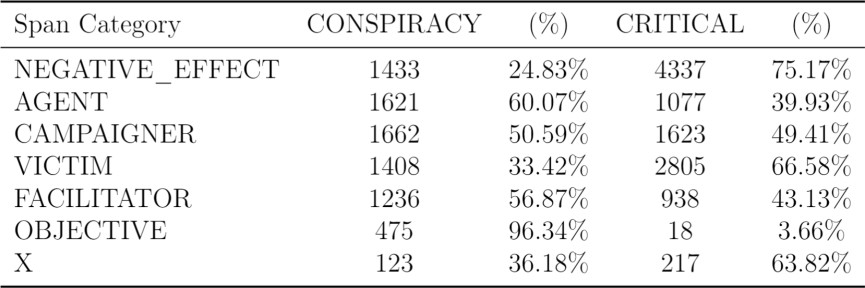 Span Category CONSPIRACY (%) CRITICAL (%)
NEGATIVE_EFFECT 1433 24.83% 4337 75.17%
AGENT 1621 60.07% 1077 39.93%
CAMPAIGNER 1662 50.59% 1623 49.41%
VICTIM 1408 33.42% 2805 66.58%
FACILITATOR 1236 56.87% 938 43.13%
OBJECTIVE 475 96.34% 18 3.66%
X 123 36.18% 217 63.82%